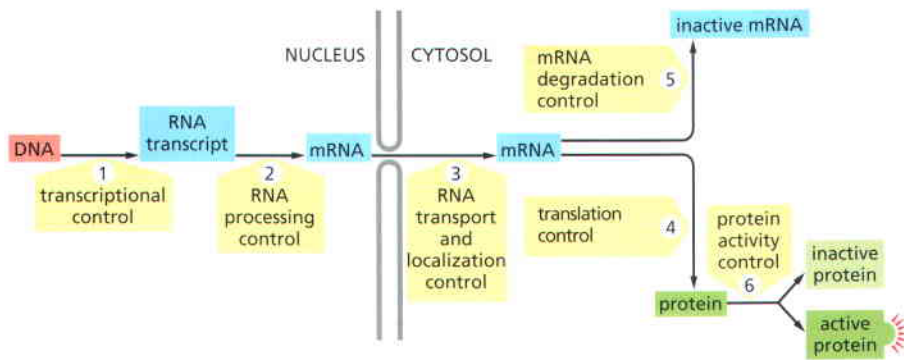 inactive mRNA
NUCLEUS
CYTOSOL
mRNA
degradation
control
5
DNA
RNA
transcript
mRNA
mRNA
1
transcriptional
control
2
RNA
processing
control
3
RNA
transport
and
localization
control
translation
control
4
protein
activity
control
6
inactive
protein
protein
active
protein